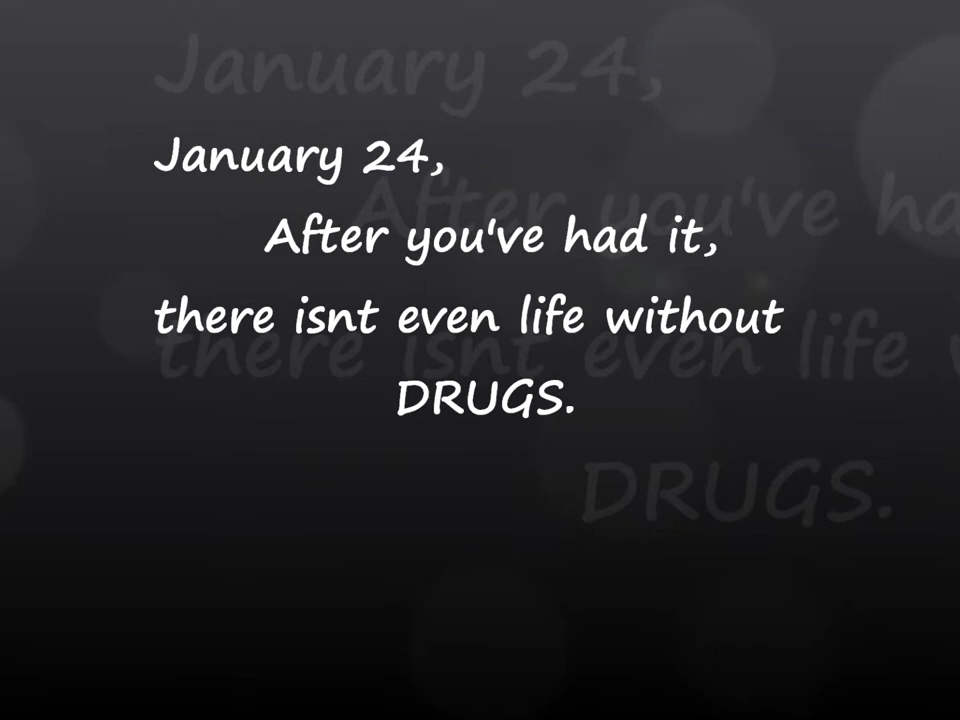 January 24,
After you've had it,
there isnt even life without
DRUGS.